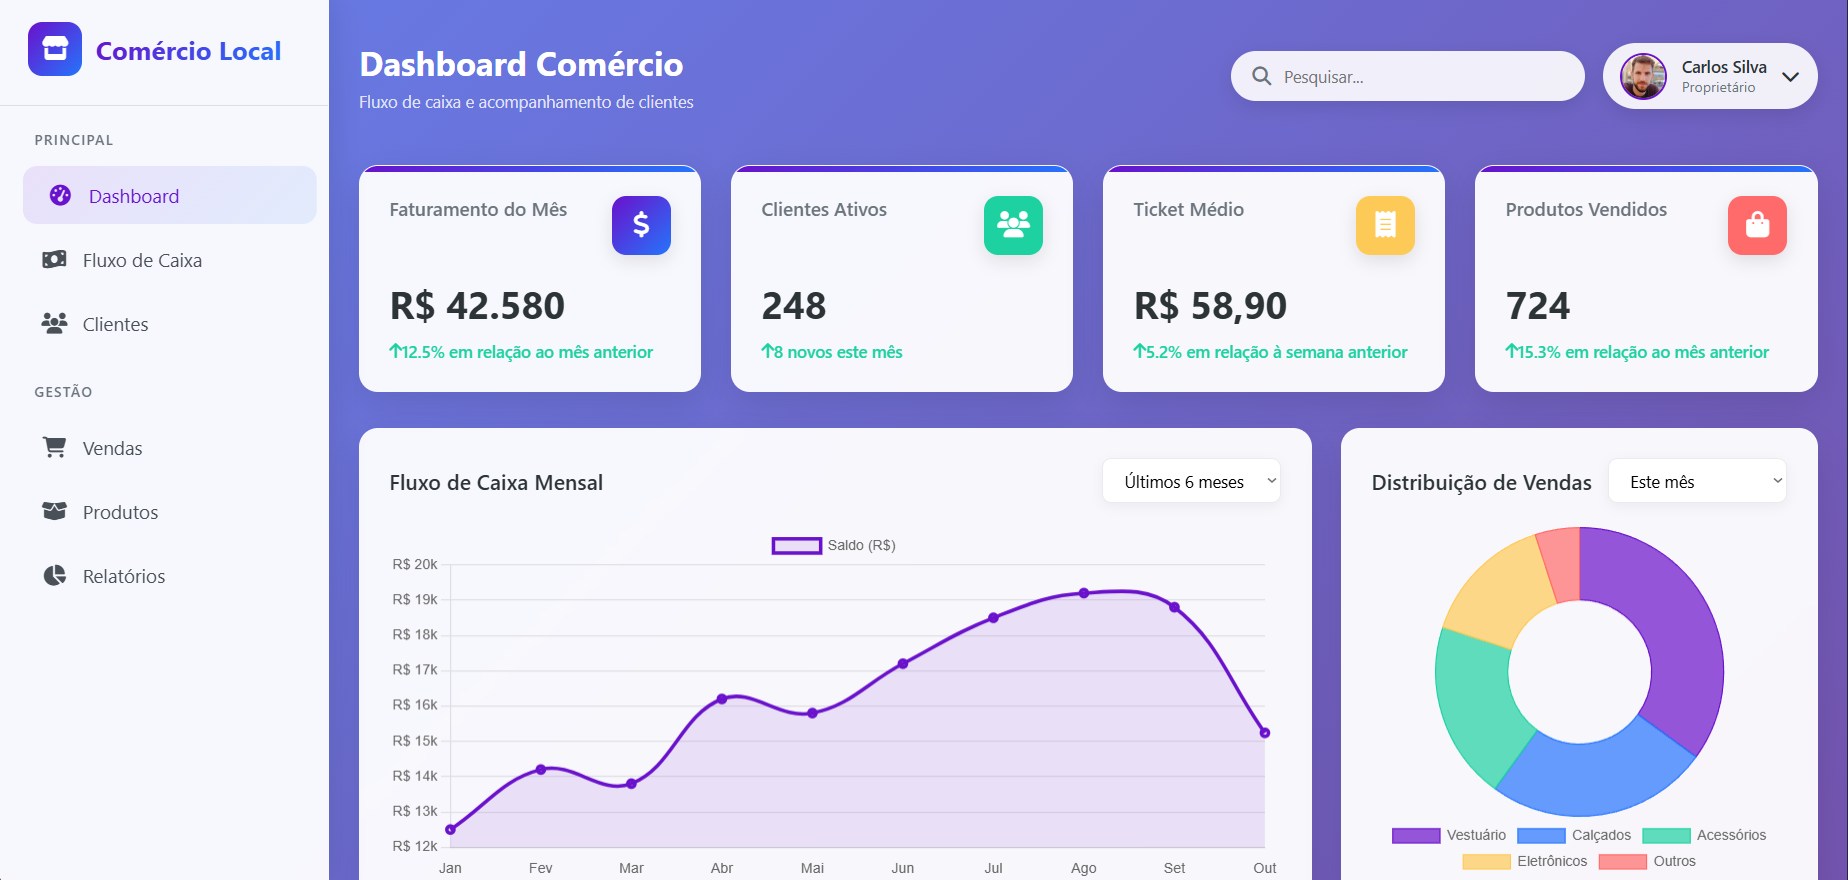 Comércio Local
PRINCIPAL
Dashboard
Fluxo de Caixa
Clientes
GESTÃO
Vendas
Produtos
Relatórios
Dashboard Comércio
Fluxo de caixa e acompanhamento de clientes
Pesquisar...
Carlos Silva
Proprietário
Faturamento do Mês
$
R$ 42.580
12.5% em relação ao mês anterior
Clientes Ativos
248
8 novos este mês
Ticket Médio
R$ 58,90
5.2% em relação à semana anterior
Produtos Vendidos
724
15.3% em relação ao mês anterior
Fluxo de Caixa Mensal
Últimos 6 meses
Saldo (R$)
R$ 20k
R$ 19k
R$ 18k
R$ 17k
R$ 16k
R$ 15k
R$ 14k
R$ 13k
R$ 12k
Jan Fev Mar Abr Mai Jun Jul Ago Set Out
Distribuição de Vendas
Este mês
Vestuário Calçados Acessórios
Eletrônicos Outros